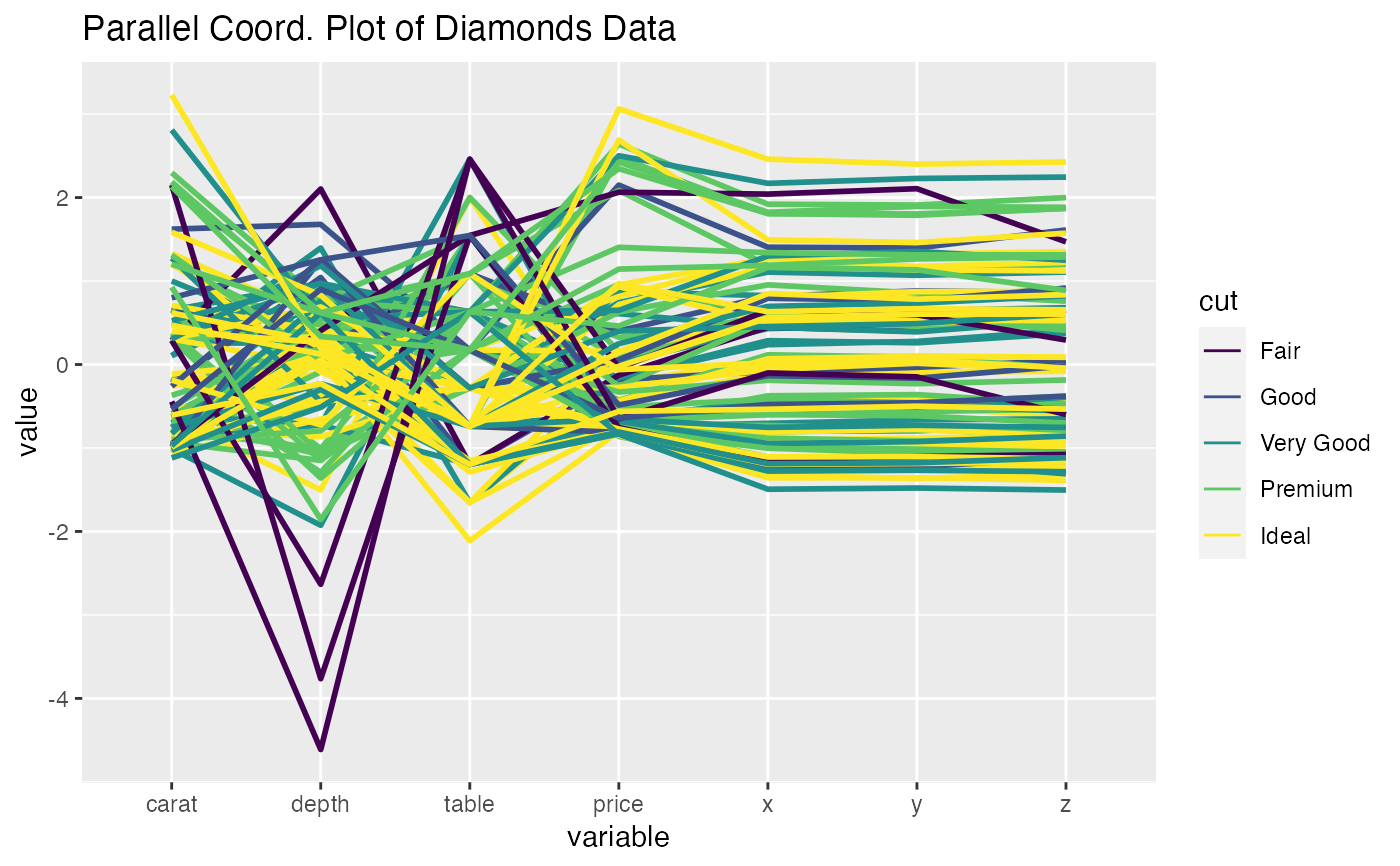 Parallel Coord. Plot of Diamonds Data
value
2
0
-2
-4
carat depth table price x y z
variable
cut
Fair
Good
Very Good
Premium
Ideal